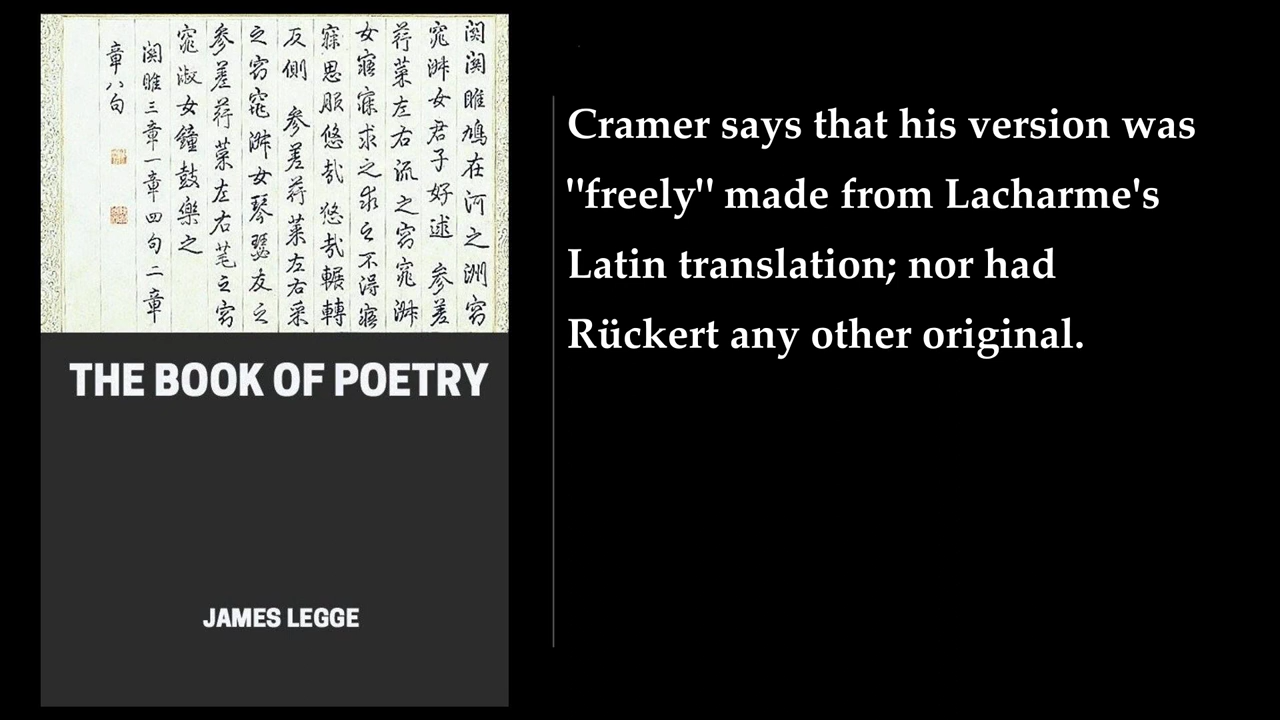 關關雎鳩在河之洲窈
窕淑女君子好逑 參差
荇菜左右流之窈窕淑
女寤寐求之求之不得寤
寐思服悠哉悠哉輾轉
反側 參差荇菜左右采
之窈窕淑女琴瑟友之
參差荇菜左右芼之窈
窕淑女鐘鼓樂之
關雎三章一章四句二章
章八句
THE BOOK OF POETRY
JAMES LEGGE
Cramer says that his version was
"freely" made from Lacharme's
Latin translation; nor had
Rückert any other original.